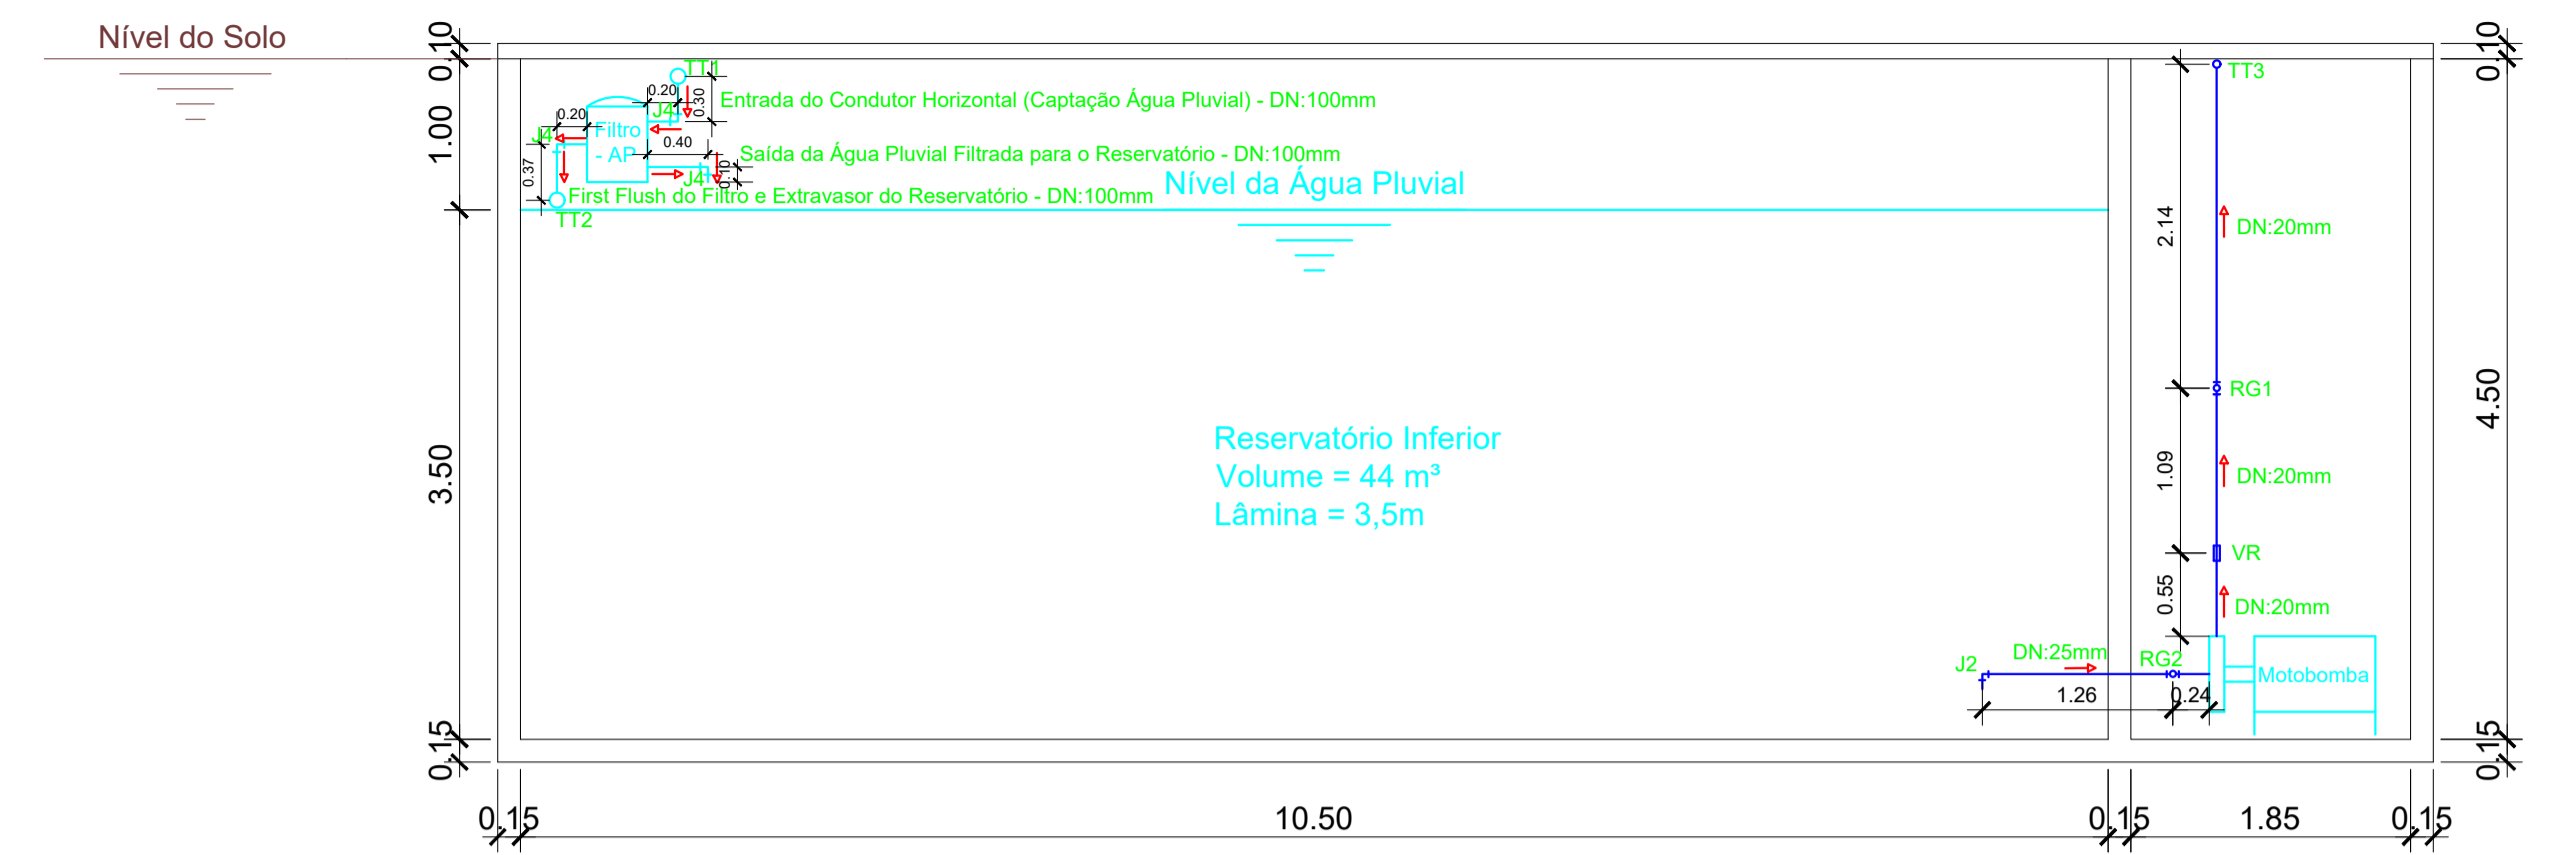 Nível do Solo
0.10
1.00
3.50
0.15
TT1
0.20
0.30
Entrada do Condutor Horizontal (Captação Água Pluvial) - DN:100mm
J4
0.20
J4
Filtro
- AP
0.40
0.37
Saída da Água Pluvial Filtrada para o Reservatório - DN:100mm
J4
0.10
First Flush do Filtro e Extravasor do Reservatório - DN:100mm
TT2
Nível da Água Pluvial
Reservatório Inferior
Volume = 44 m³
Lâmina = 3,5m
TT3
2.14
DN:20mm
RG1
1.09
DN:20mm
VR
0.55
DN:20mm
J2
DN:25mm
RG2
1.26
0.24
Motobomba
0.10
4.50
0.15
0.15
10.50
0.15
1.85
0.15